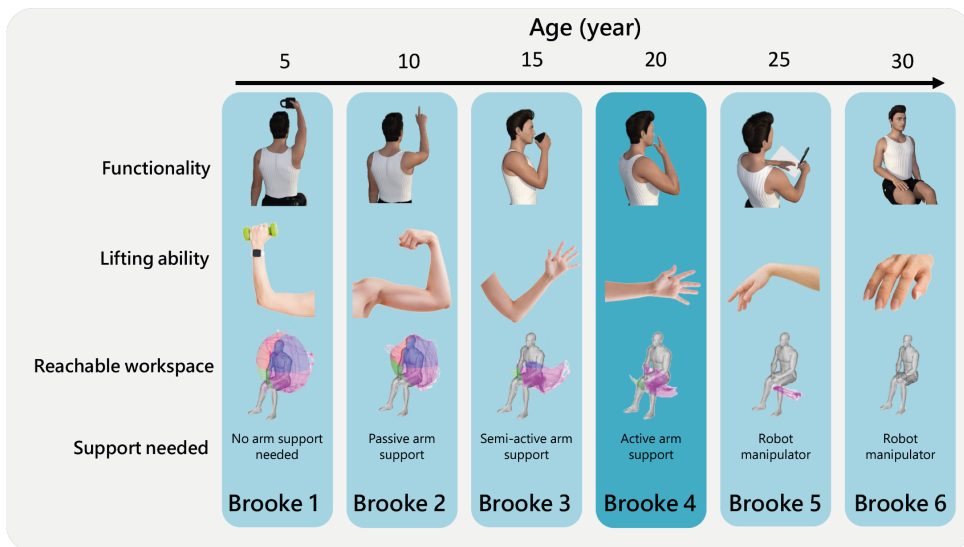 Age (year)
5 10 15 20 25 30
Functionality
Lifting ability
Reachable workspace
Support needed
No arm support
needed
Passive arm
support
Semi-active arm
support
Active arm
support
Robot
manipulator
Robot
manipulator
Brooke 1 Brooke 2 Brooke 3 Brooke 4 Brooke 5 Brooke 6